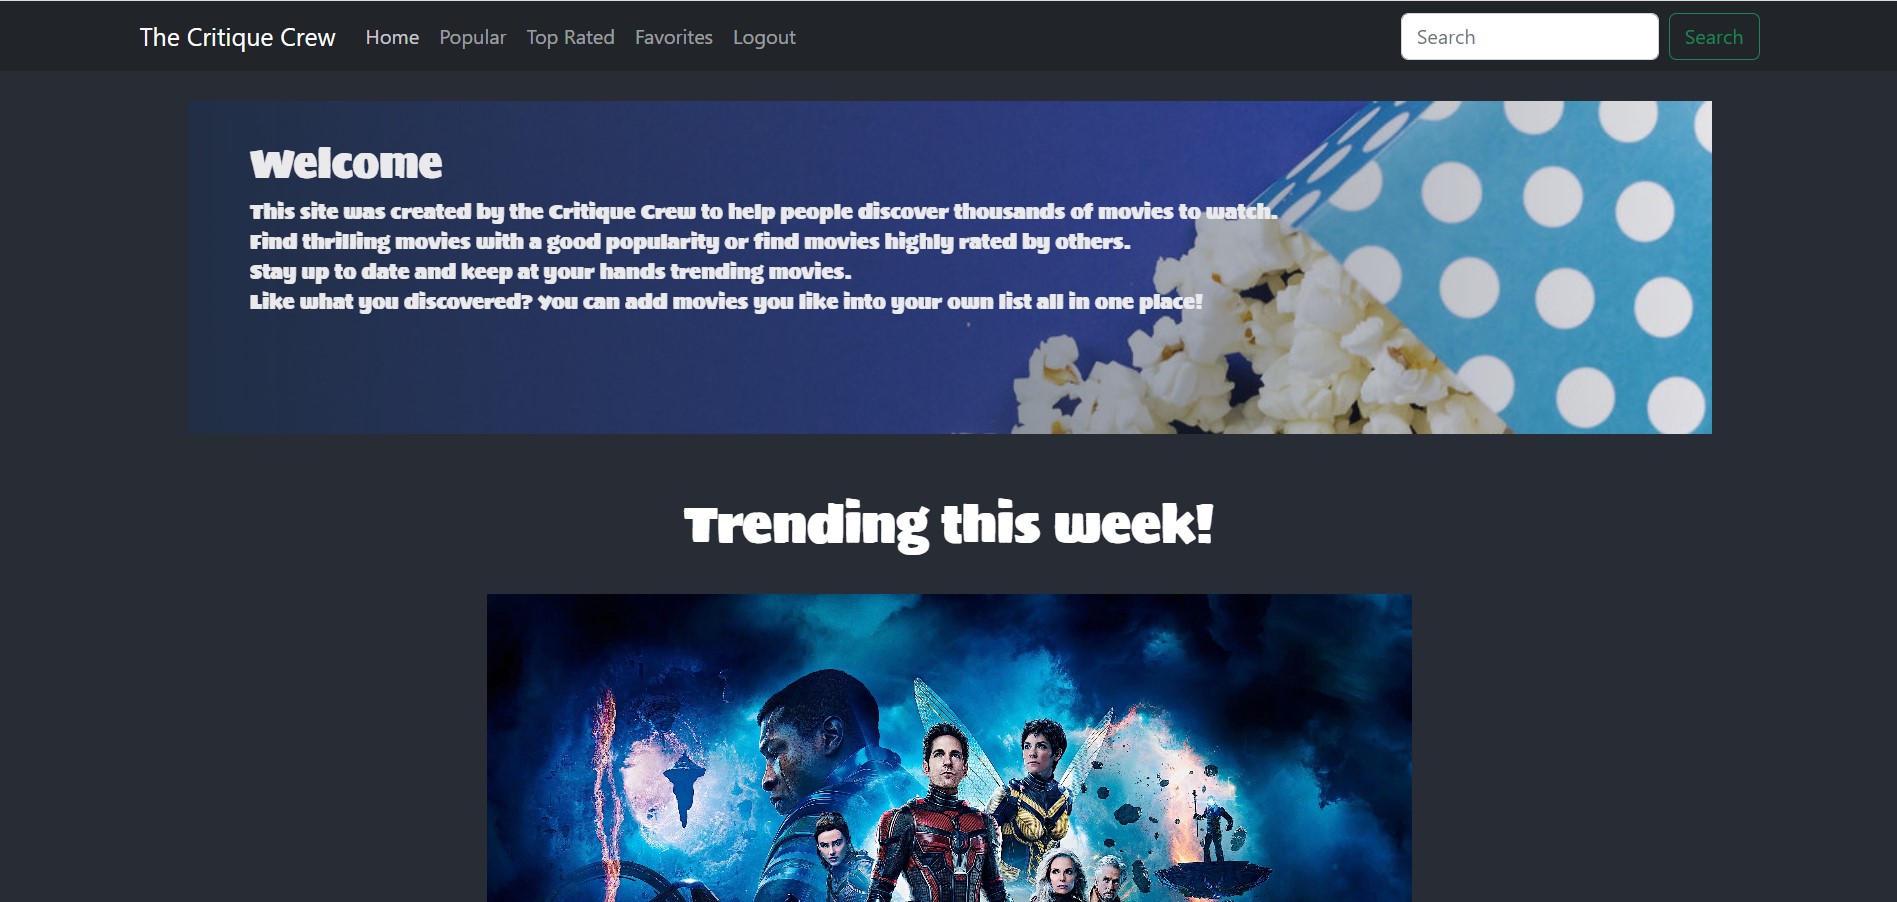 The Critique Crew Home Popular Top Rated Favorites Logout Search Search
Welcome
This site was created by the Critique Crew to help people discover thousands of movies to watch.
Find thrilling movies with a good popularity or find movies highly rated by others.
Stay up to date and keep at your hands trending movies.
Like what you discovered? You can add movies you like into your own list all in one place!
Trending this week!